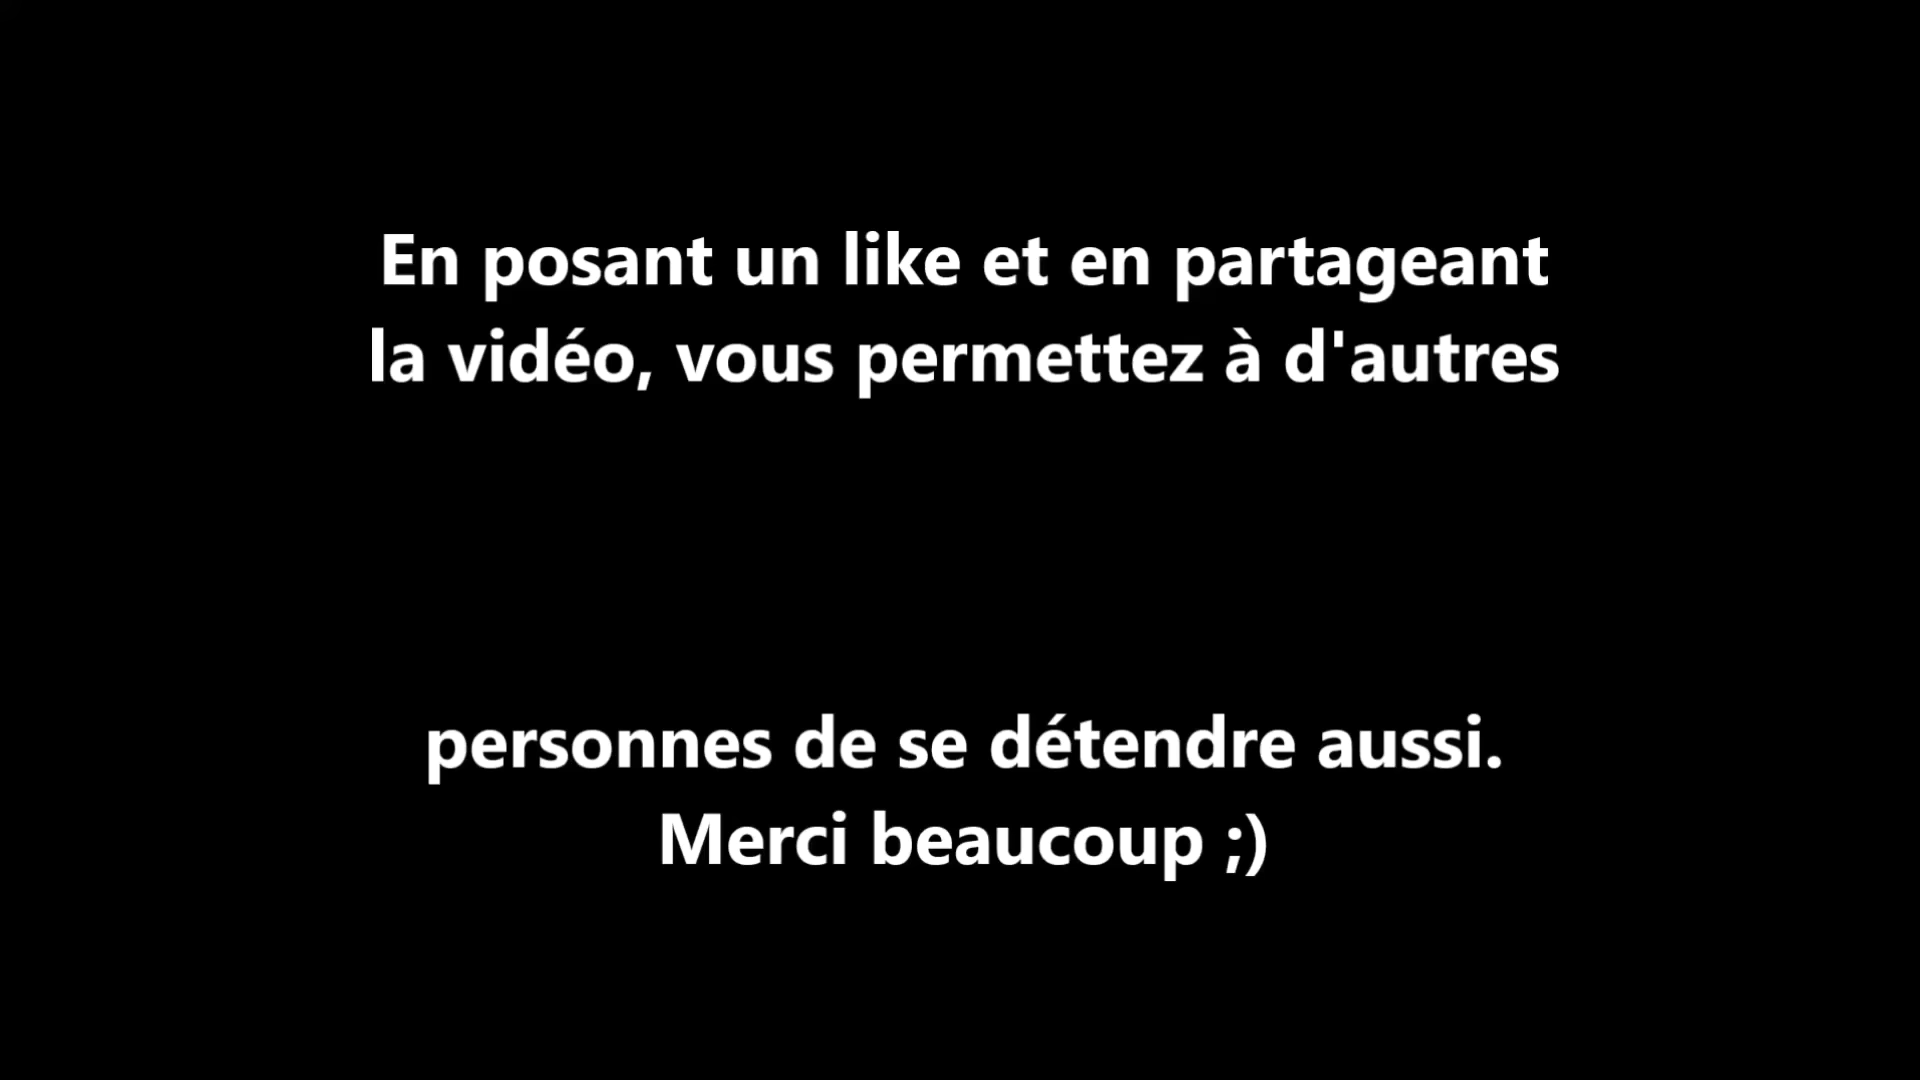 En posant un like et en partageant
la vidéo, vous permettez à d'autres
personnes de se détendre aussi.
Merci beaucoup ;)